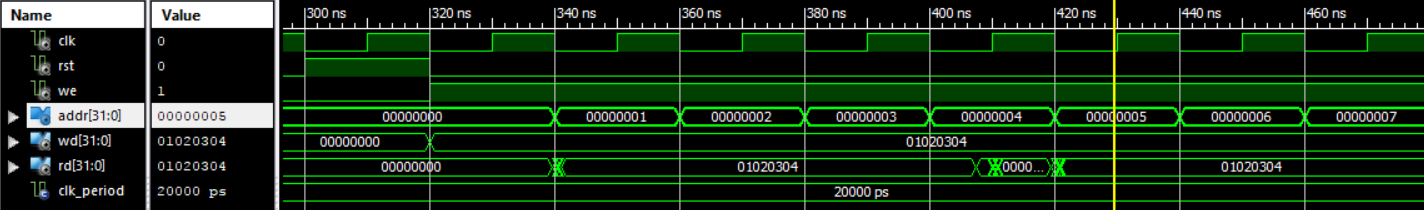 Name Value 300 ns 320 ns 340 ns 360 ns 380 ns 400 ns 420 ns 440 ns 460 ns
clk 0
rst 0
we 1
addr[31:0] 00000005 00000000 00000001 00000002 00000003 00000004 00000005 00000006 00000007
wd[31:0] 01020304 00000000 01020304
rd[31:0] 01020304 00000000 01020304 0000... 01020304
clk_period 20000 ps 20000 ps